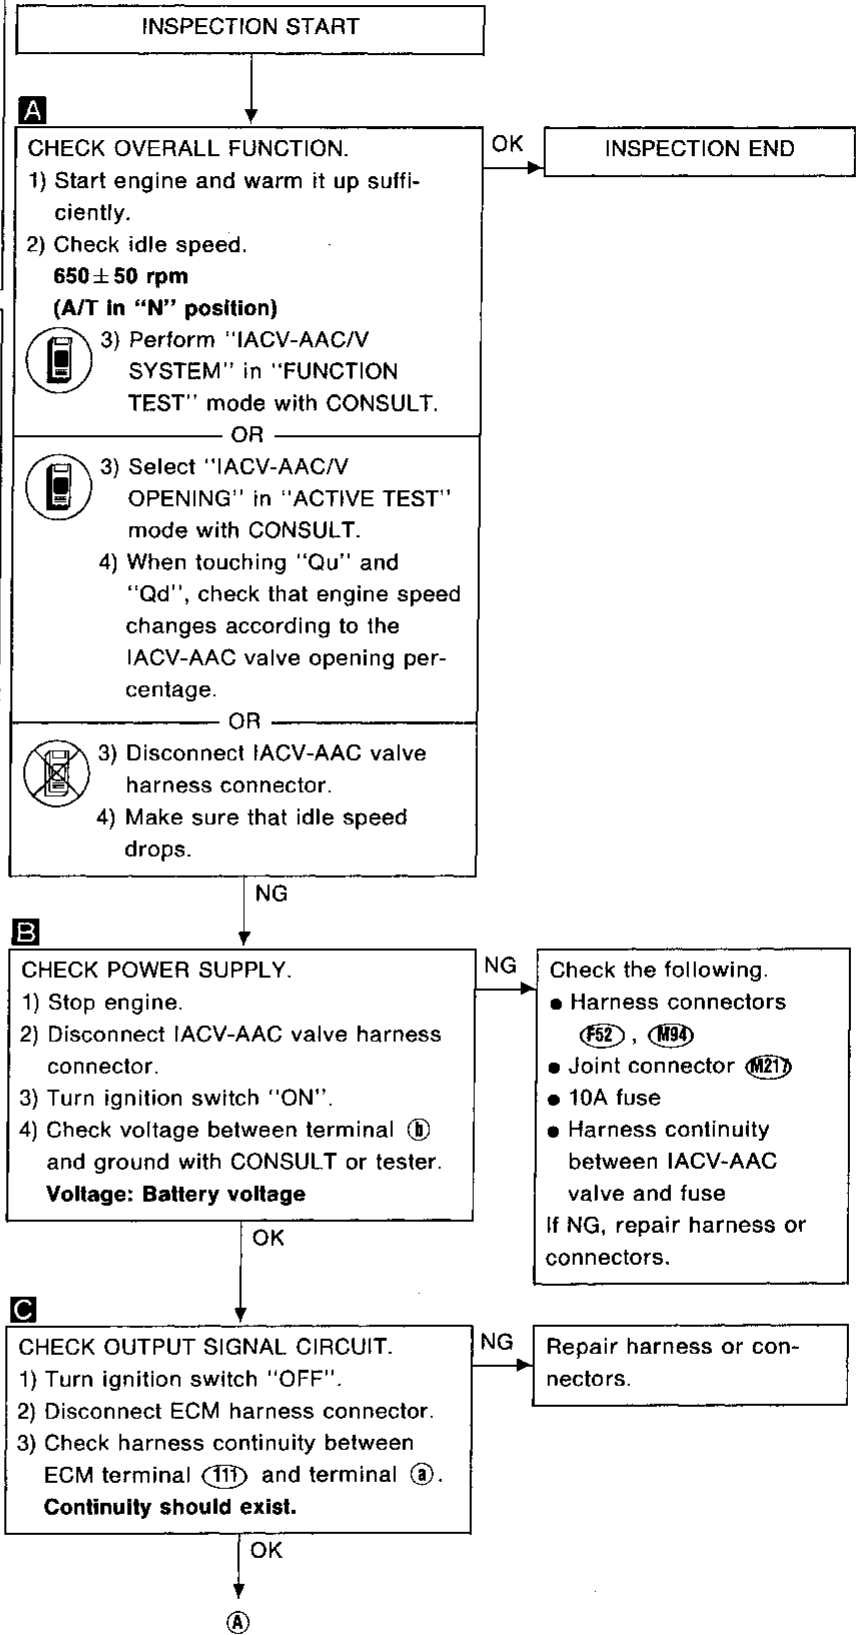 INSPECTION START
A
CHECK OVERALL FUNCTION.
1) Start engine and warm it up suffi-
ciently.
2) Check idle speed.
650±50 rpm
(A/T in "N" position)
3) Perform "IACV-AAC/V
SYSTEM" in "FUNCTION
TEST" mode with CONSULT.
OR
3) Select "IACV-AAC/V
OPENING" in "ACTIVE TEST"
mode with CONSULT.
4) When touching "Qu" and
"Qd", check that engine speed
changes according to the
IACV-AAC valve opening per-
centage.
OR
3) Disconnect IACV-AAC valve
harness connector.
4) Make sure that idle speed
drops.
OK
INSPECTION END
NG
B
CHECK POWER SUPPLY.
1) Stop engine.
2) Disconnect IACV-AAC valve harness
connector.
3) Turn ignition switch "ON".
4) Check voltage between terminal ⓑ
and ground with CONSULT or tester.
Voltage: Battery voltage
NG
Check the following.
● Harness connectors
F52 , M94
● Joint connector M217
● 10A fuse
● Harness continuity
between IACV-AAC
valve and fuse
If NG, repair harness or
connectors.
OK
C
CHECK OUTPUT SIGNAL CIRCUIT.
1) Turn ignition switch "OFF".
2) Disconnect ECM harness connector.
3) Check harness continuity between
ECM terminal 111 and terminal ⓐ.
Continuity should exist.
NG
Repair harness or con-
nectors.
OK
Ⓐ